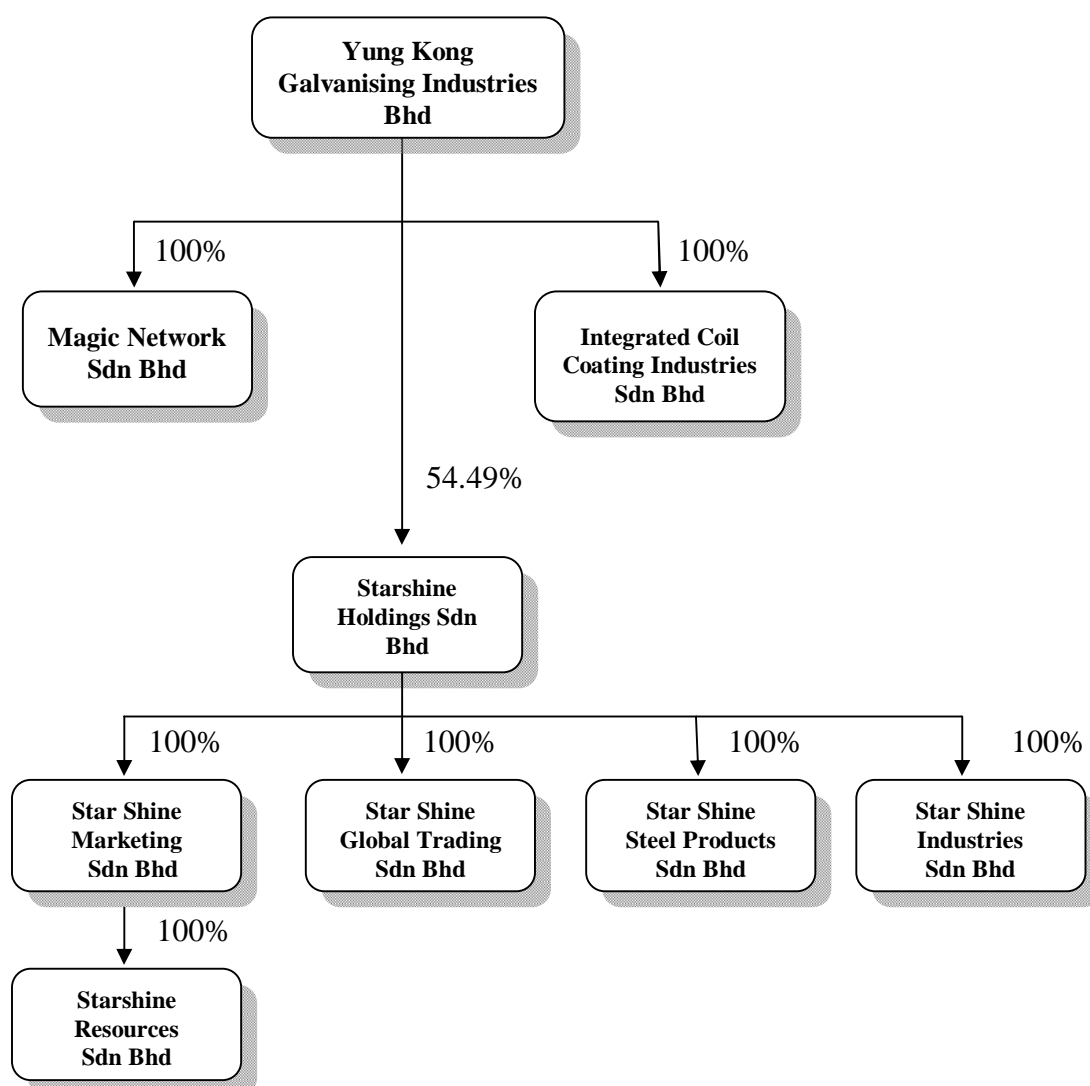 Yung Kong
Galvanising Industries
Bhd
100%
100%
Magic Network
Sdn Bhd
Integrated Coil
Coating Industries
Sdn Bhd
54.49%
Starshine
Holdings Sdn
Bhd
100%
100%
100%
100%
Star Shine
Marketing
Sdn Bhd
Star Shine
Global Trading
Sdn Bhd
Star Shine
Steel Products
Sdn Bhd
Star Shine
Industries
Sdn Bhd
100%
Starshine
Resources
Sdn Bhd